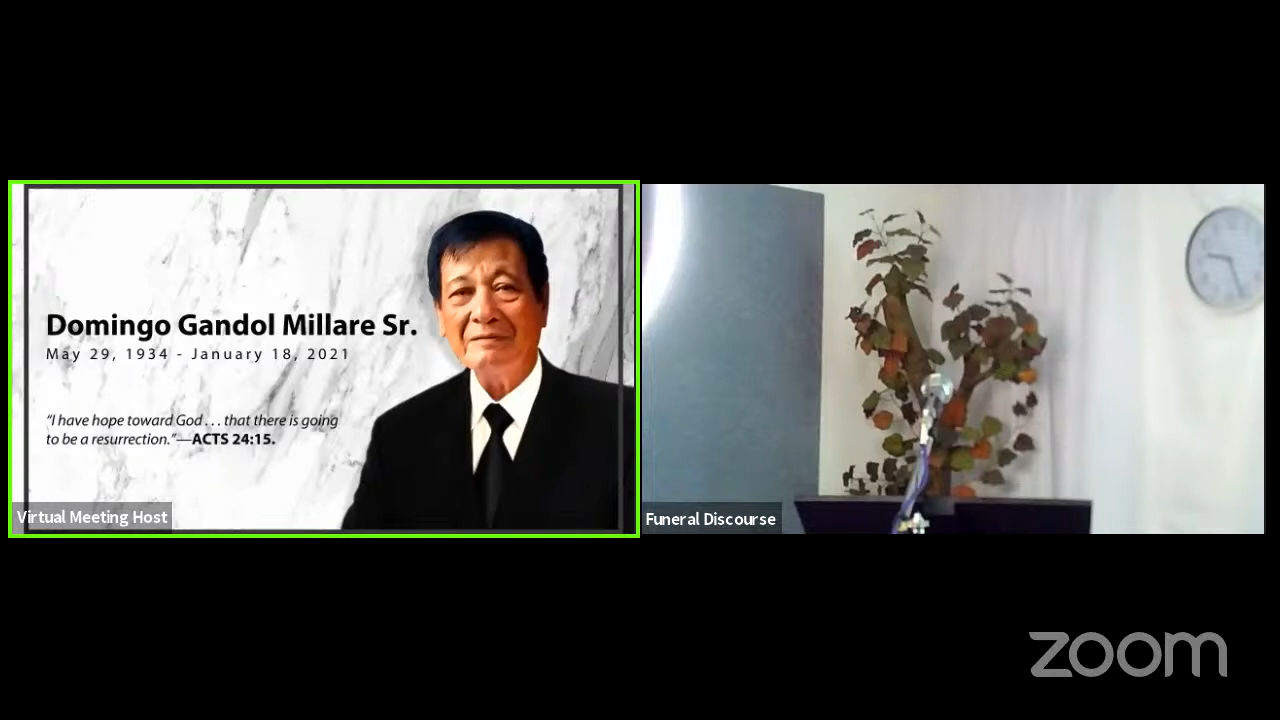 Domingo Gandol Millare Sr.
May 29, 1934 - January 18, 2021
“I have hope toward God . . . that there is going
to be a resurrection.”—ACTS 24:15.
Virtual Meeting Host
Funeral Discourse
zoom